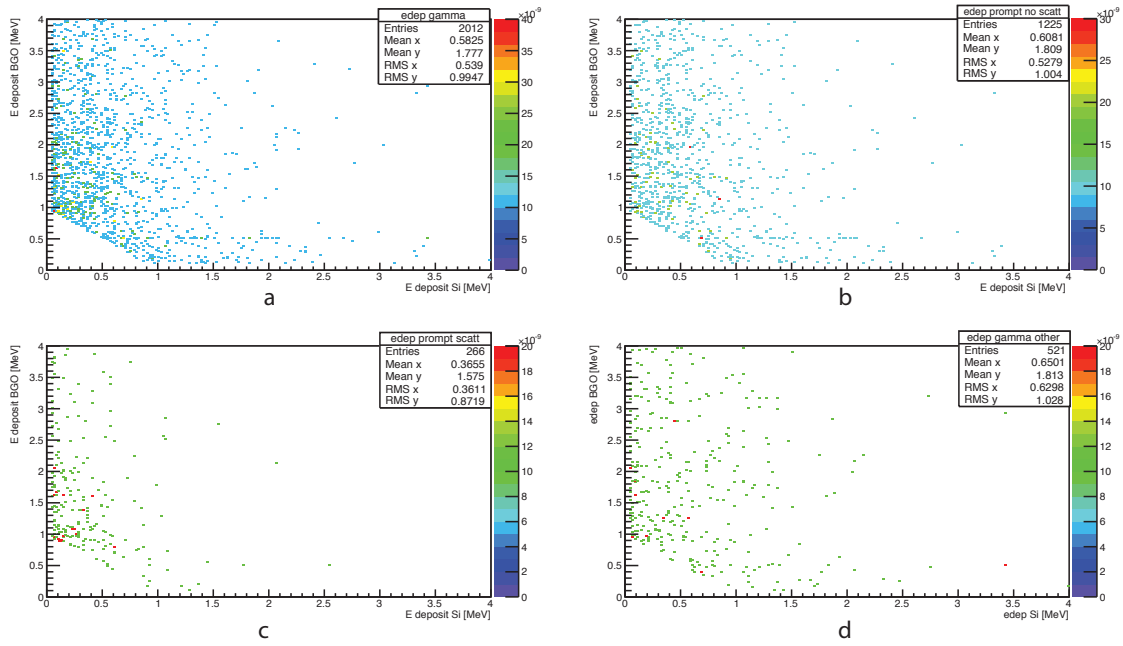 edep gamma
Entries 2012
Mean x 0.5825
Mean y 1.777
RMS x 0.539
RMS y 0.9947
×10⁻⁹
E deposit BGO [MeV]
4
3.5
3
2.5
2
1.5
1
0.5
0
0 0.5 1 1.5 2 2.5 3 3.5 4
E deposit Si [MeV]
40
35
30
25
20
15
10
5
0
a
edep prompt no scatt
Entries 1225
Mean x 0.6081
Mean y 1.809
RMS x 0.5279
RMS y 1.004
×10⁻⁹
E deposit BGO [MeV]
4
3.5
3
2.5
2
1.5
1
0.5
0
0 0.5 1 1.5 2 2.5 3 3.5 4
E deposit Si [MeV]
30
25
20
15
10
5
0
b
edep prompt scatt
Entries 266
Mean x 0.3655
Mean y 1.575
RMS x 0.3611
RMS y 0.8719
×10⁻⁹
E deposit BGO [MeV]
4
3.5
3
2.5
2
1.5
1
0.5
0
0 0.5 1 1.5 2 2.5 3 3.5 4
E deposit Si [MeV]
20
18
16
14
12
10
8
6
4
2
0
c
edep gamma other
Entries 521
Mean x 0.6501
Mean y 1.813
RMS x 0.6298
RMS y 1.028
×10⁻⁹
edep BGO [MeV]
4
3.5
3
2.5
2
1.5
1
0.5
0
0 0.5 1 1.5 2 2.5 3 3.5 4
edep Si [MeV]
20
18
16
14
12
10
8
6
4
2
0
d